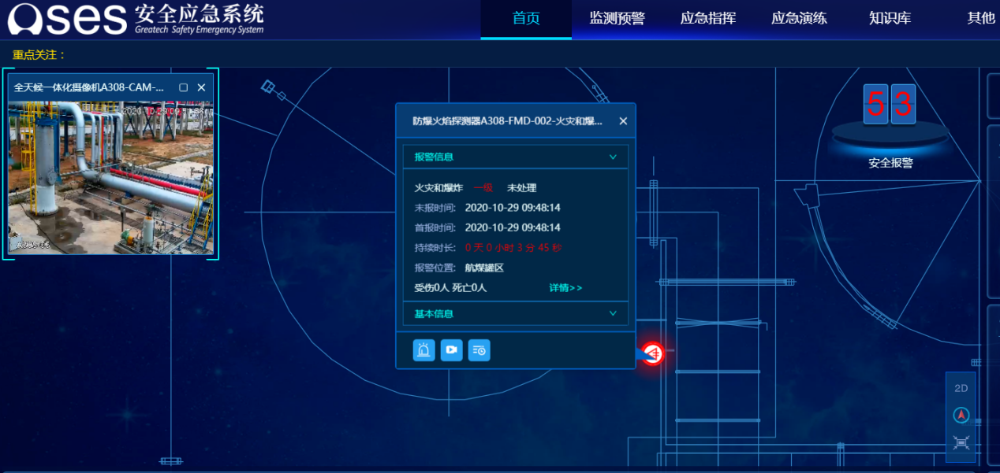 Oses 安全应急系统
Greatech Safety Emergency System
首页 监测预警 应急指挥 应急演练 知识库 其他
重点关注：
全天候一体化摄像机A308-CAM-...
防爆火焰探测器A308-FMD-002-火灾和爆...
报警信息
火灾和爆炸 一级 未处理
末报时间: 2020-10-29 09:48:14
首报时间: 2020-10-29 09:48:14
持续时长: 0 天 0 小时 3 分 45 秒
报警位置: 航煤罐区
受伤0人 死亡0人 详情>>
基本信息
53
安全报警
2D